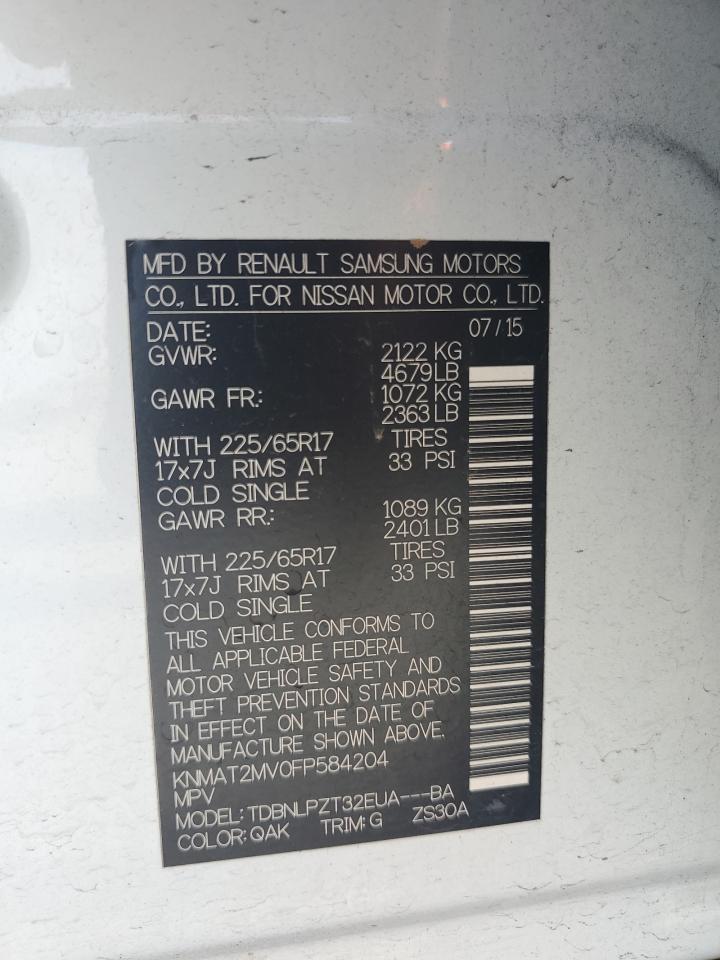 MFD BY RENAULT SAMSUNG MOTORS
CO., LTD. FOR NISSAN MOTOR CO., LTD.
DATE: 07/15
GVWR: 2122 KG
4679 LB
GAWR FR.: 1072 KG
2363 LB
WITH 225/65R17 TIRES
17x7J RIMS AT 33 PSI
COLD SINGLE
GAWR RR.: 1089 KG
2401 LB
WITH 225/65R17 TIRES
17x7J RIMS AT 33 PSI
COLD SINGLE
THIS VEHICLE CONFORMS TO
ALL APPLICABLE FEDERAL
MOTOR VEHICLE SAFETY AND
THEFT PREVENTION STANDARDS
IN EFFECT ON THE DATE OF
MANUFACTURE SHOWN ABOVE.
KNMAT2MV0FP584204
MPV
MODEL: TDBNLPZT32EUA---BA
COLOR: QAK TRIM: G ZS30A